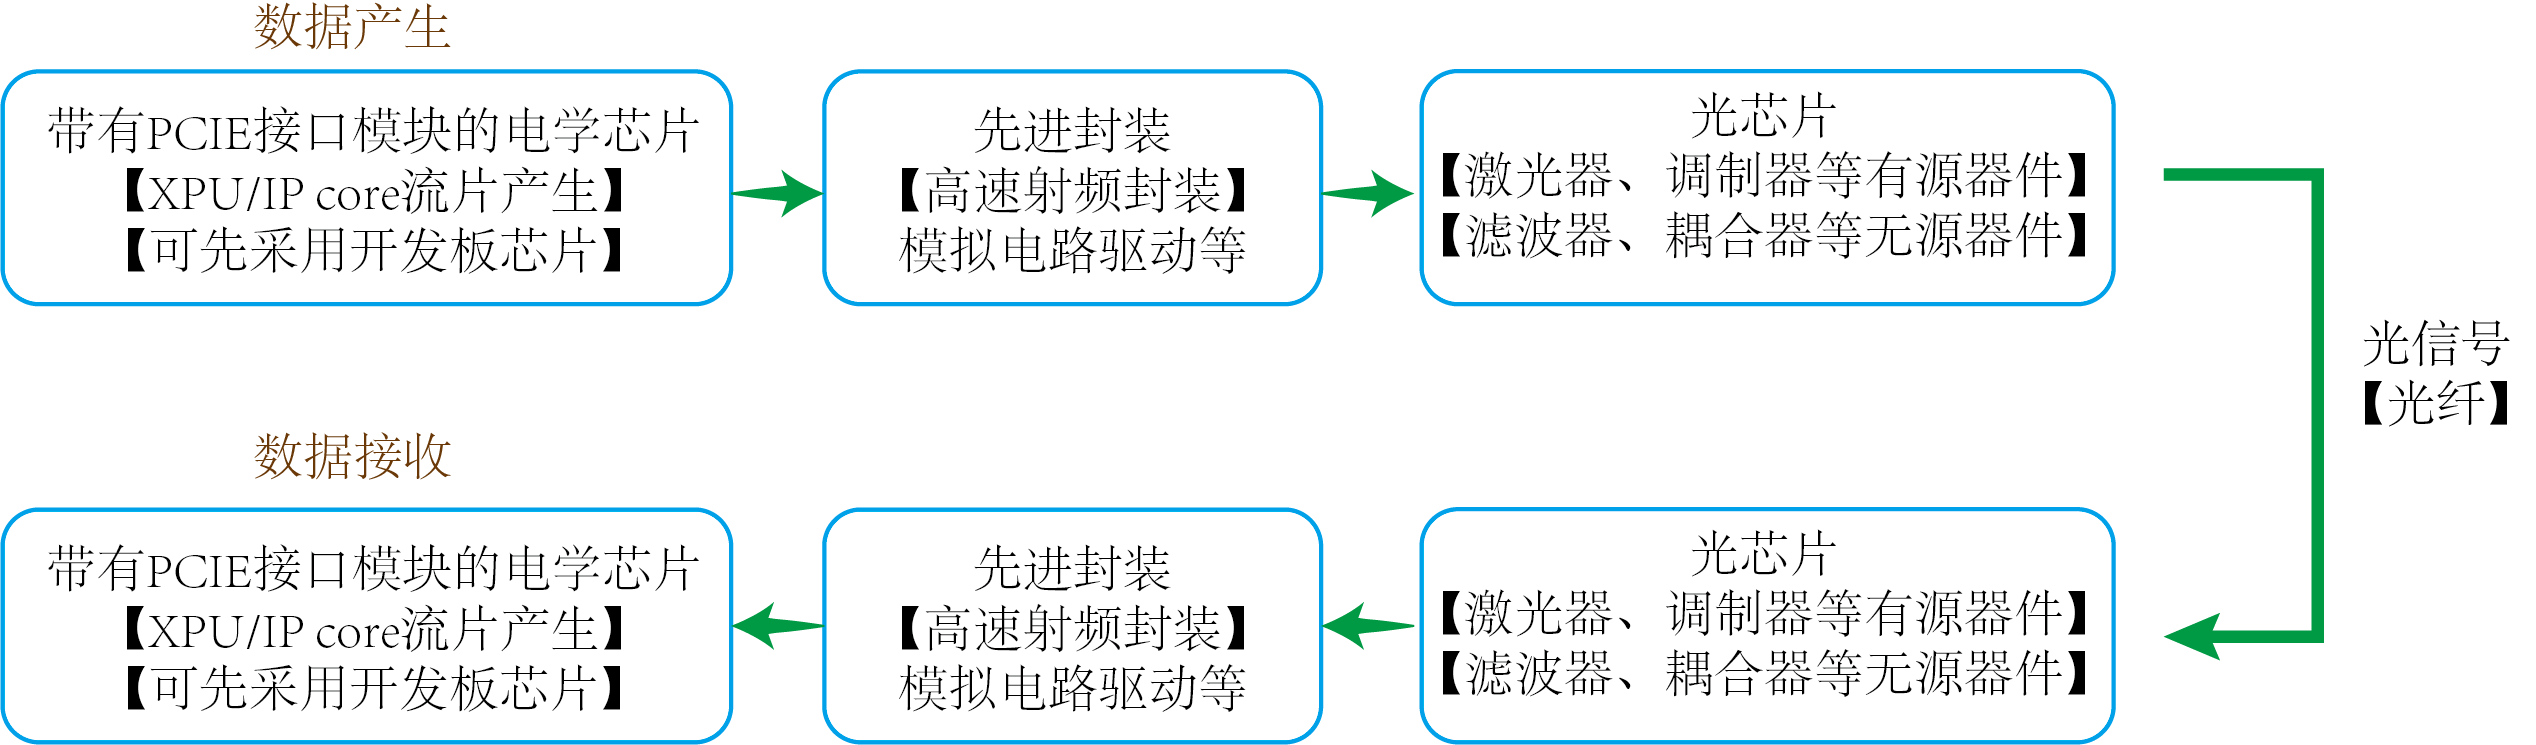 数据产生
带有PCIE接口模块的电学芯片
【XPU/IP core流片产生】
【可先采用开发板芯片】
先进封装
【高速射频封装】
模拟电路驱动等
光芯片
【激光器、调制器等有源器件】
【滤波器、耦合器等无源器件】
光信号
【光纤】
数据接收
带有PCIE接口模块的电学芯片
【XPU/IP core流片产生】
【可先采用开发板芯片】
先进封装
【高速射频封装】
模拟电路驱动等
光芯片
【激光器、调制器等有源器件】
【滤波器、耦合器等无源器件】